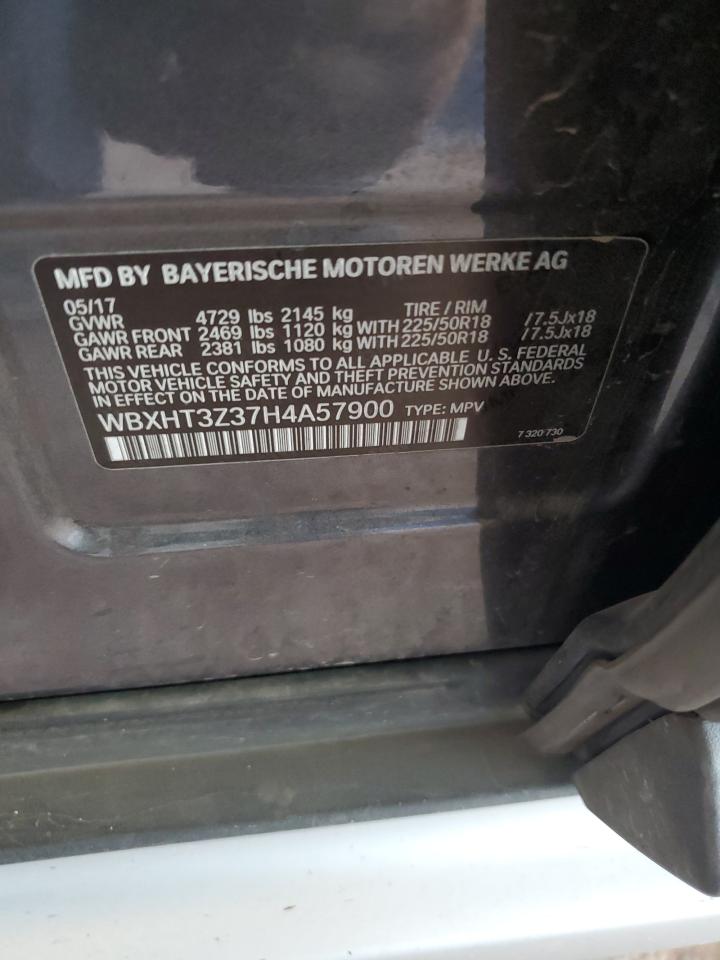 MFD BY BAYERISCHE MOTOREN WERKE AG
05/17 TIRE / RIM
GVWR 4729 lbs 2145 kg
GAWR FRONT 2469 lbs 1120 kg WITH 225/50R18 /7.5Jx18
GAWR REAR 2381 lbs 1080 kg WITH 225/50R18 /7.5Jx18
THIS VEHICLE CONFORMS TO ALL APPLICABLE U. S. FEDERAL
MOTOR VEHICLE SAFETY AND THEFT PREVENTION STANDARDS
IN EFFECT ON THE DATE OF MANUFACTURE SHOWN ABOVE.
WBXHT3Z37H4A57900 TYPE: MPV
7 320 730